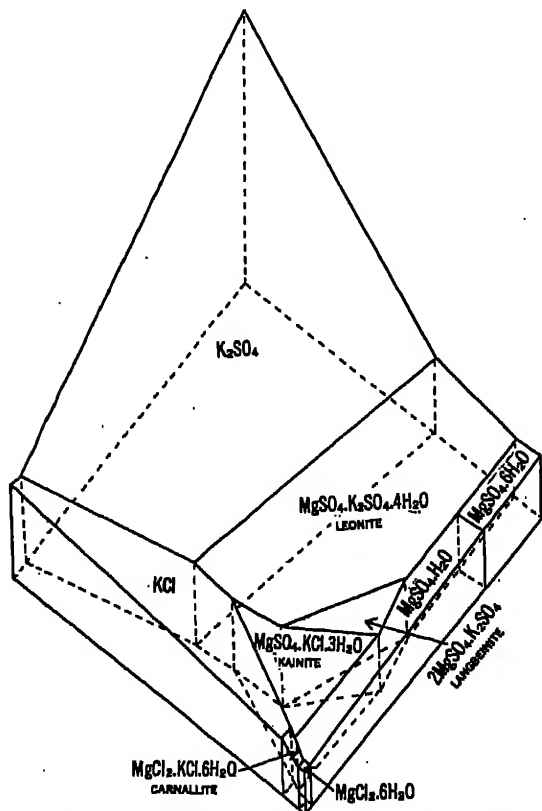 K₂SO₄
MgSO₄.K₂SO₄.4H₂O
LEONITE
MgSO₄.6H₂O
KCl
MgSO₄.H₂O
MgSO₄.KCl.3H₂O
KAINITE
2MgSO₄.K₂SO₄
LANGBEINITE
MgCl₂.KCl.6H₂O
CARNALLITE
MgCl₂.6H₂O